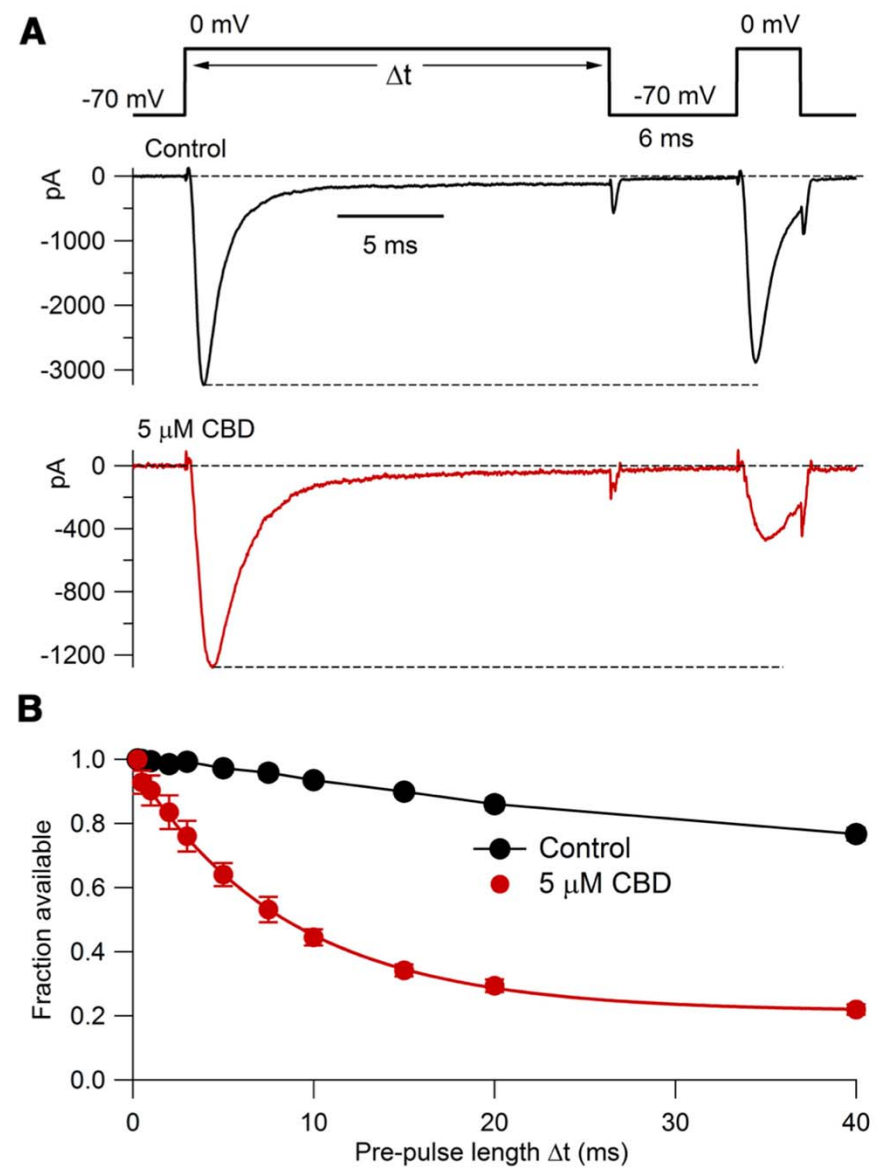 A
0 mV
0 mV
Δt
-70 mV
-70 mV
6 ms
Control
pA
0
-1000
-2000
-3000
5 ms
5 μM CBD
pA
0
-400
-800
-1200
B
Fraction available
1.0
0.8
0.6
0.4
0.2
0.0
Control
5 μM CBD
0
10
20
30
40
Pre-pulse length Δt (ms)